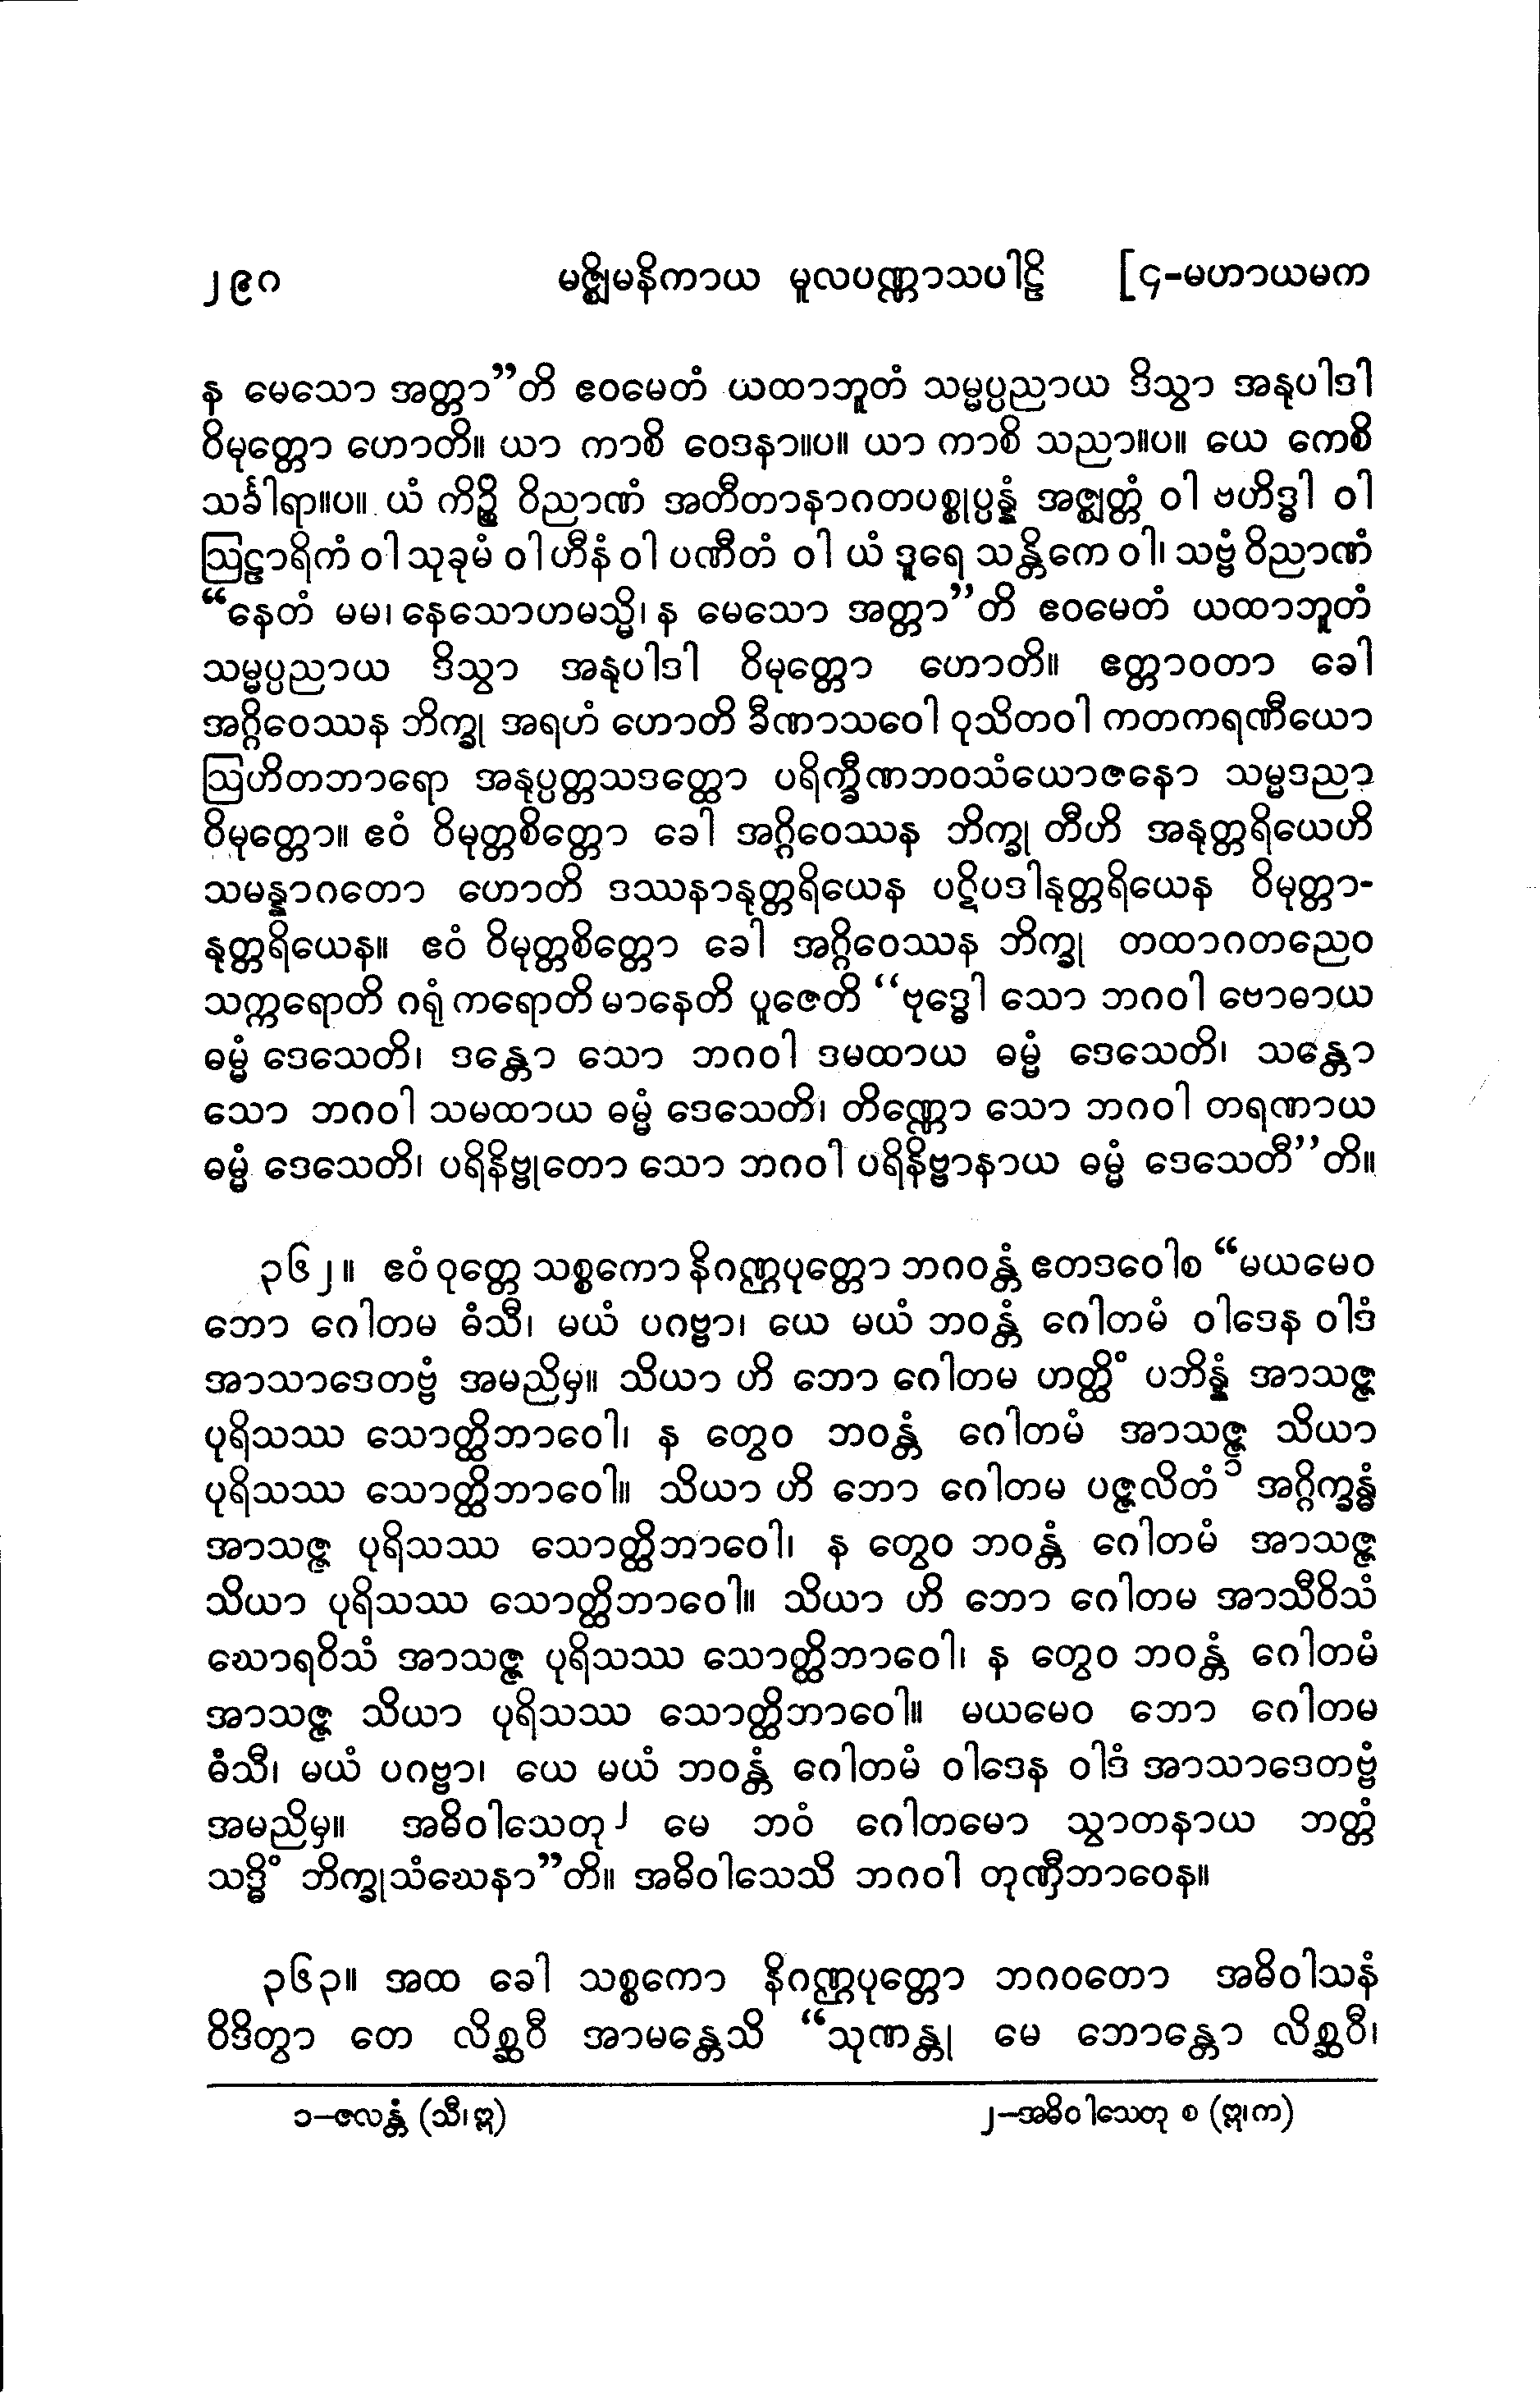 ၂၉၀ မဇ္ဈိမနိကာယ မူလပဏ္ဏာသပါဠိ [၄-မဟာယမက
န မေသော အတ္တာ”တိ ဧဝမေတံ ယထာဘူတံ သမ္မပ္ပညာယ ဒိသွာ အနုပါဒါ
ဝိမုတ္တော ဟောတိ။ ယာ ကာစိ ဝေဒနာ။ပ။ ယာ ကာစိ သညာ။ပ။ ယေ ကေစိ
သင်္ခါရာ။ပ။ ယံ ကိဉ္စိ ဝိညာဏံ အတီတာနာဂတပစ္စုပ္ပန္နံ အဇ္ဈတ္တံ ဝါ ဗဟိဒ္ဓါ ဝါ
ဩဠာရိကံ ဝါ သုခုမံ ဝါ ဟီနံ ဝါ ပဏီတံ ဝါ ယံ ဒူရေ သန္တိကေ ဝါ၊ သဗ္ဗံ ဝိညာဏံ
“နေတံ မမ၊ နေသောဟမသ္မိ၊ န မေသော အတ္တာ”တိ ဧဝမေတံ ယထာဘူတံ
သမ္မပ္ပညာယ ဒိသွာ အနုပါဒါ ဝိမုတ္တော ဟောတိ။ ဧတ္တာဝတာ ခေါ
အဂ္ဂိဝေဿန ဘိက္ခု အရဟံ ဟောတိ ခီဏာသဝေါ ဝုသိတဝါ ကတကရဏီယော
ဩဟိတဘာရော အနုပ္ပတ္တသဒတ္ထော ပရိက္ခီဏဘဝသံယောဇနော သမ္မဒညာ
ဝိမုတ္တော။ ဧဝံ ဝိမုတ္တစိတ္တော ခေါ အဂ္ဂိဝေဿန ဘိက္ခု တီဟိ အနုတ္တရိယေဟိ
သမန္နာဂတော ဟောတိ ဒဿနာနုတ္တရိယေန ပဋိပဒါနုတ္တရိယေန ဝိမုတ္တာ-
နုတ္တရိယေန။ ဧဝံ ဝိမုတ္တစိတ္တော ခေါ အဂ္ဂိဝေဿန ဘိက္ခု တထာဂတညေဝ
သက္ကရောတိ ဂရုံ ကရောတိ မာနေတိ ပူဇေတိ “ဗုဒ္ဓေါ သော ဘဂဝါ ဗောဓာယ
ဓမ္မံ ဒေသေတိ၊ ဒန္တော သော ဘဂဝါ ဒမထာယ ဓမ္မံ ဒေသေတိ၊ သန္တော
သော ဘဂဝါ သမထာယ ဓမ္မံ ဒေသေတိ၊ တိဏ္ဏော သော ဘဂဝါ တရဏာယ
ဓမ္မံ ဒေသေတိ၊ ပရိနိဗ္ဗုတော သော ဘဂဝါ ပရိနိဗ္ဗာနာယ ဓမ္မံ ဒေသေတီ”တိ။
၃၆၂။ ဧဝံ ဝုတ္တေ သစ္စကော နိဂဏ္ဌပုတ္တော ဘဂဝန္တံ ဧတဒဝေါစ “မယမေဝ
ဘော ဂေါတမ ဓံသီ၊ မယံ ပဂဗ္ဗာ၊ ယေ မယံ ဘဝန္တံ ဂေါတမံ ဝါဒေန ဝါဒံ
အာသာဒေတဗ္ဗံ အမညိမှ။ သိယာ ဟိ ဘော ဂေါတမ ဟတ္ထိံ ပဘိန္နံ အာသဇ္ဇ
ပုရိသဿ သောတ္ထိဘာဝေါ၊ န တွေဝ ဘဝန္တံ ဂေါတမံ အာသဇ္ဇ သိယာ
ပုရိသဿ သောတ္ထိဘာဝေါ။ သိယာ ဟိ ဘော ဂေါတမ ပဇ္ဇလိတံ၁ အဂ္ဂိက္ခန္ဓံ
အာသဇ္ဇ ပုရိသဿ သောတ္ထိဘာဝေါ၊ န တွေဝ ဘဝန္တံ ဂေါတမံ အာသဇ္ဇ
သိယာ ပုရိသဿ သောတ္ထိဘာဝေါ။ သိယာ ဟိ ဘော ဂေါတမ အာသီဝိသံ
ဃောရဝိသံ အာသဇ္ဇ ပုရိသဿ သောတ္ထိဘာဝေါ၊ န တွေဝ ဘဝန္တံ ဂေါတမံ
အာသဇ္ဇ သိယာ ပုရိသဿ သောတ္ထိဘာဝေါ။ မယမေဝ ဘော ဂေါတမ
ဓံသီ၊ မယံ ပဂဗ္ဗာ၊ ယေ မယံ ဘဝန္တံ ဂေါတမံ ဝါဒေန ဝါဒံ အာသာဒေတဗ္ဗံ
အမညိမှ။ အဓိဝါသေတု၂ မေ ဘဝံ ဂေါတမော သွာတနာယ ဘတ္တံ
သဒ္ဓိံ ဘိက္ခုသံဃေနာ”တိ။ အဓိဝါသေသိ ဘဂဝါ တုဏှီဘာဝေန။
၃၆၃။ အထ ခေါ သစ္စကော နိဂဏ္ဌပုတ္တော ဘဂဝတော အဓိဝါသနံ
ဝိဒိတွာ တေ လိစ္ဆဝီ အာမန္တေသိ “သုဏန္တု မေ ဘောန္တော လိစ္ဆဝီ၊
၁-ဇလန္တံ (သီ၊ဣ) ၂-အဓိဝါသေတု စ (ဣ၊က)